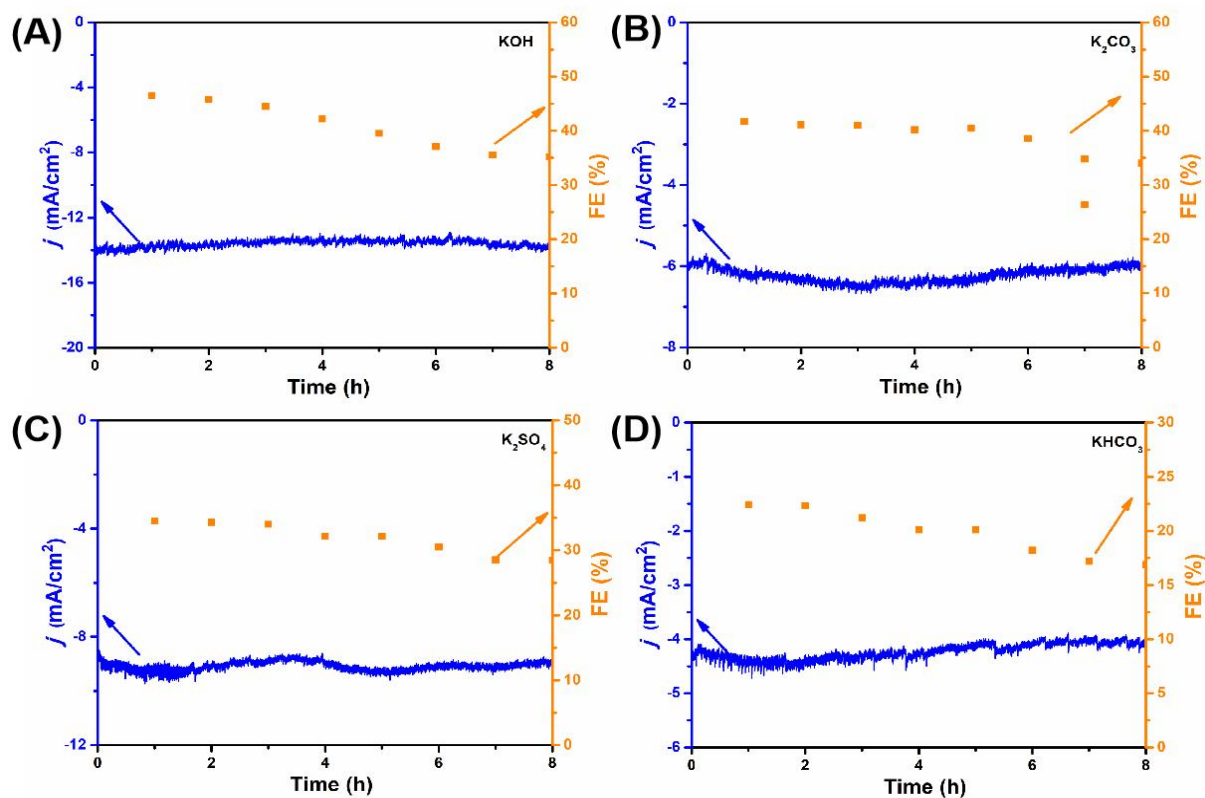 (A)
KOH
0
-4
-8
-12
-16
-20
j (mA/cm²)
60
50
40
30
20
10
0
FE (%)
0 2 4 6 8
Time (h)
(B)
K₂CO₃
0
-2
-4
-6
-8
j (mA/cm²)
60
50
40
30
20
10
0
FE (%)
0 2 4 6 8
Time (h)
(C)
K₂SO₄
0
-4
-8
-12
j (mA/cm²)
50
40
30
20
10
0
FE (%)
0 2 4 6 8
Time (h)
(D)
KHCO₃
0
-1
-2
-3
-4
-5
-6
j (mA/cm²)
30
25
20
15
10
5
0
FE (%)
0 2 4 6 8
Time (h)